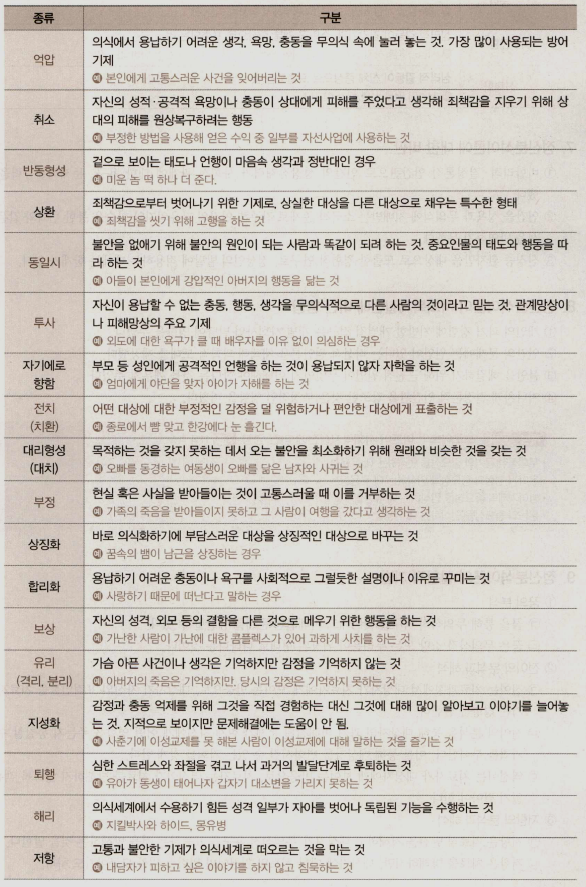 종류 구분
억압 의식에서 용납하기 어려운 생각, 욕망, 충동을 무의식 속에 눌러 놓는 것. 가장 많이 사용되는 방어
기제
예 본인에게 고통스러운 사건을 잊어버리는 것
취소 자신의 성적·공격적 욕망이나 충동이 상대에게 피해를 주었다고 생각해 죄책감을 지우기 위해 상
대의 피해를 원상복구하려는 행동
예 부정한 방법을 사용해 얻은 수익 중 일부를 자선사업에 사용하는 것
반동형성 겉으로 보이는 태도나 언행이 마음속 생각과 정반대인 경우
예 미운 놈 떡 하나 더 준다.
상환 죄책감으로부터 벗어나기 위한 기제로, 상실한 대상을 다른 대상으로 채우는 특수한 형태
예 죄책감을 씻기 위해 고행을 하는 것
동일시 불안을 없애기 위해 불안의 원인이 되는 사람과 똑같이 되려 하는 것. 중요인물의 태도와 행동을 따
라 하는 것
예 아들이 본인에게 강압적인 아버지의 행동을 닮는 것
투사 자신이 용납할 수 없는 충동, 행동, 생각을 무의식적으로 다른 사람의 것이라고 믿는 것. 관계망상이
나 피해망상의 주요 기제
예 외도에 대한 욕구가 클 때 배우자를 이유 없이 의심하는 경우
자기에로
향함 부모 등 성인에게 공격적인 언행을 하는 것이 용납되지 않자 자학을 하는 것
예 엄마에게 야단을 맞자 아이가 자해를 하는 것
전치
(치환) 어떤 대상에 대한 부정적인 감정을 덜 위험하거나 편안한 대상에게 표출하는 것
예 종로에서 뺨 맞고 한강에다 눈 흘긴다.
대리형성
(대치) 목적하는 것을 갖지 못하는 데서 오는 불안을 최소화하기 위해 원래와 비슷한 것을 갖는 것
예 오빠를 동경하는 여동생이 오빠를 닮은 남자와 사귀는 것
부정 현실 혹은 사실을 받아들이는 것이 고통스러울 때 이를 거부하는 것
예 가족의 죽음을 받아들이지 못하고 그 사람이 여행을 갔다고 생각하는 것
상징화 바로 의식화하기에 부담스러운 대상을 상징적인 대상으로 바꾸는 것
예 꿈속의 뱀이 남근을 상징하는 경우
합리화 용납하기 어려운 충동이나 욕구를 사회적으로 그럴듯한 설명이나 이유로 꾸미는 것
예 사랑하기 때문에 떠난다고 말하는 경우
보상 자신의 성격, 외모 등의 결함을 다른 것으로 메우기 위한 행동을 하는 것
예 가난한 사람이 가난에 대한 콤플렉스가 있어 과하게 사치를 하는 것
유리
(격리, 분리) 가슴 아픈 사건이나 생각은 기억하지만 감정을 기억하지 않는 것
예 아버지의 죽음은 기억하지만, 당시의 감정은 기억하지 못하는 것
지성화 감정과 충동 억제를 위해 그것을 직접 경험하는 대신 그것에 대해 많이 알아보고 이야기를 늘어놓
는 것. 지적으로 보이지만 문제해결에는 도움이 안 됨.
예 사춘기에 이성교제를 못 해본 사람이 이성교제에 대해 말하는 것을 즐기는 것
퇴행 심한 스트레스와 좌절을 겪고 나서 과거의 발달단계로 후퇴하는 것
예 유아가 동생이 태어나자 갑자기 대소변을 가리지 못하는 것
해리 의식세계에서 수용하기 힘든 성격 일부가 자아를 벗어나 독립된 기능을 수행하는 것
예 지킬박사와 하이드, 몽유병
저항 고통과 불안한 기제가 의식세계로 떠오르는 것을 막는 것
예 내담자가 피하고 싶은 이야기를 하지 않고 침묵하는 것